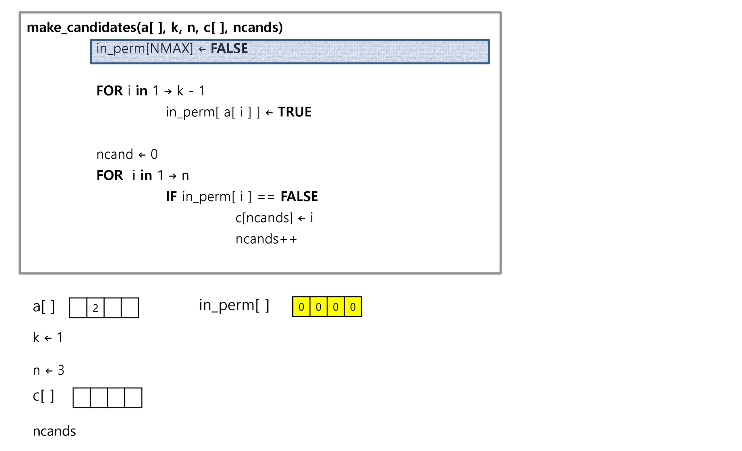 make_candidates(a[ ], k, n, c[ ], ncands)
in_perm[NMAX] ← FALSE
FOR i in 1 → k - 1
in_perm[ a[ i ] ] ← TRUE
ncand ← 0
FOR i in 1 → n
IF in_perm[ i ] == FALSE
c[ncands] ← i
ncands++
a[ ] 2 in_perm[ ] 0 0 0 0
k ← 1
n ← 3
c[ ]
ncands